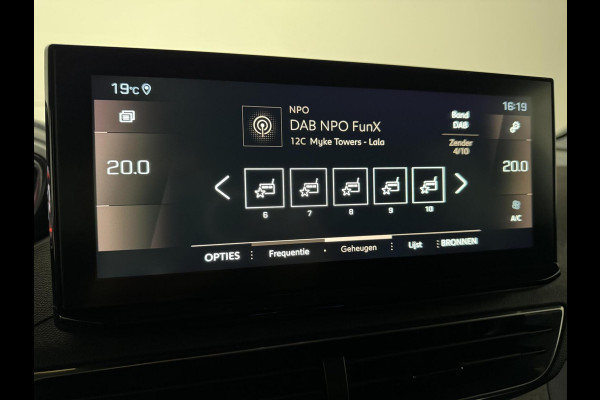 19°C
16:19
NPO
DAB NPO FunX
12C Myke Towers - Lala
Band
DAB
Zender
4/10
20.0
20.0
6 7 8 9 10
A/C
OPTIES Frequentie Geheugen Lijst BRONNEN